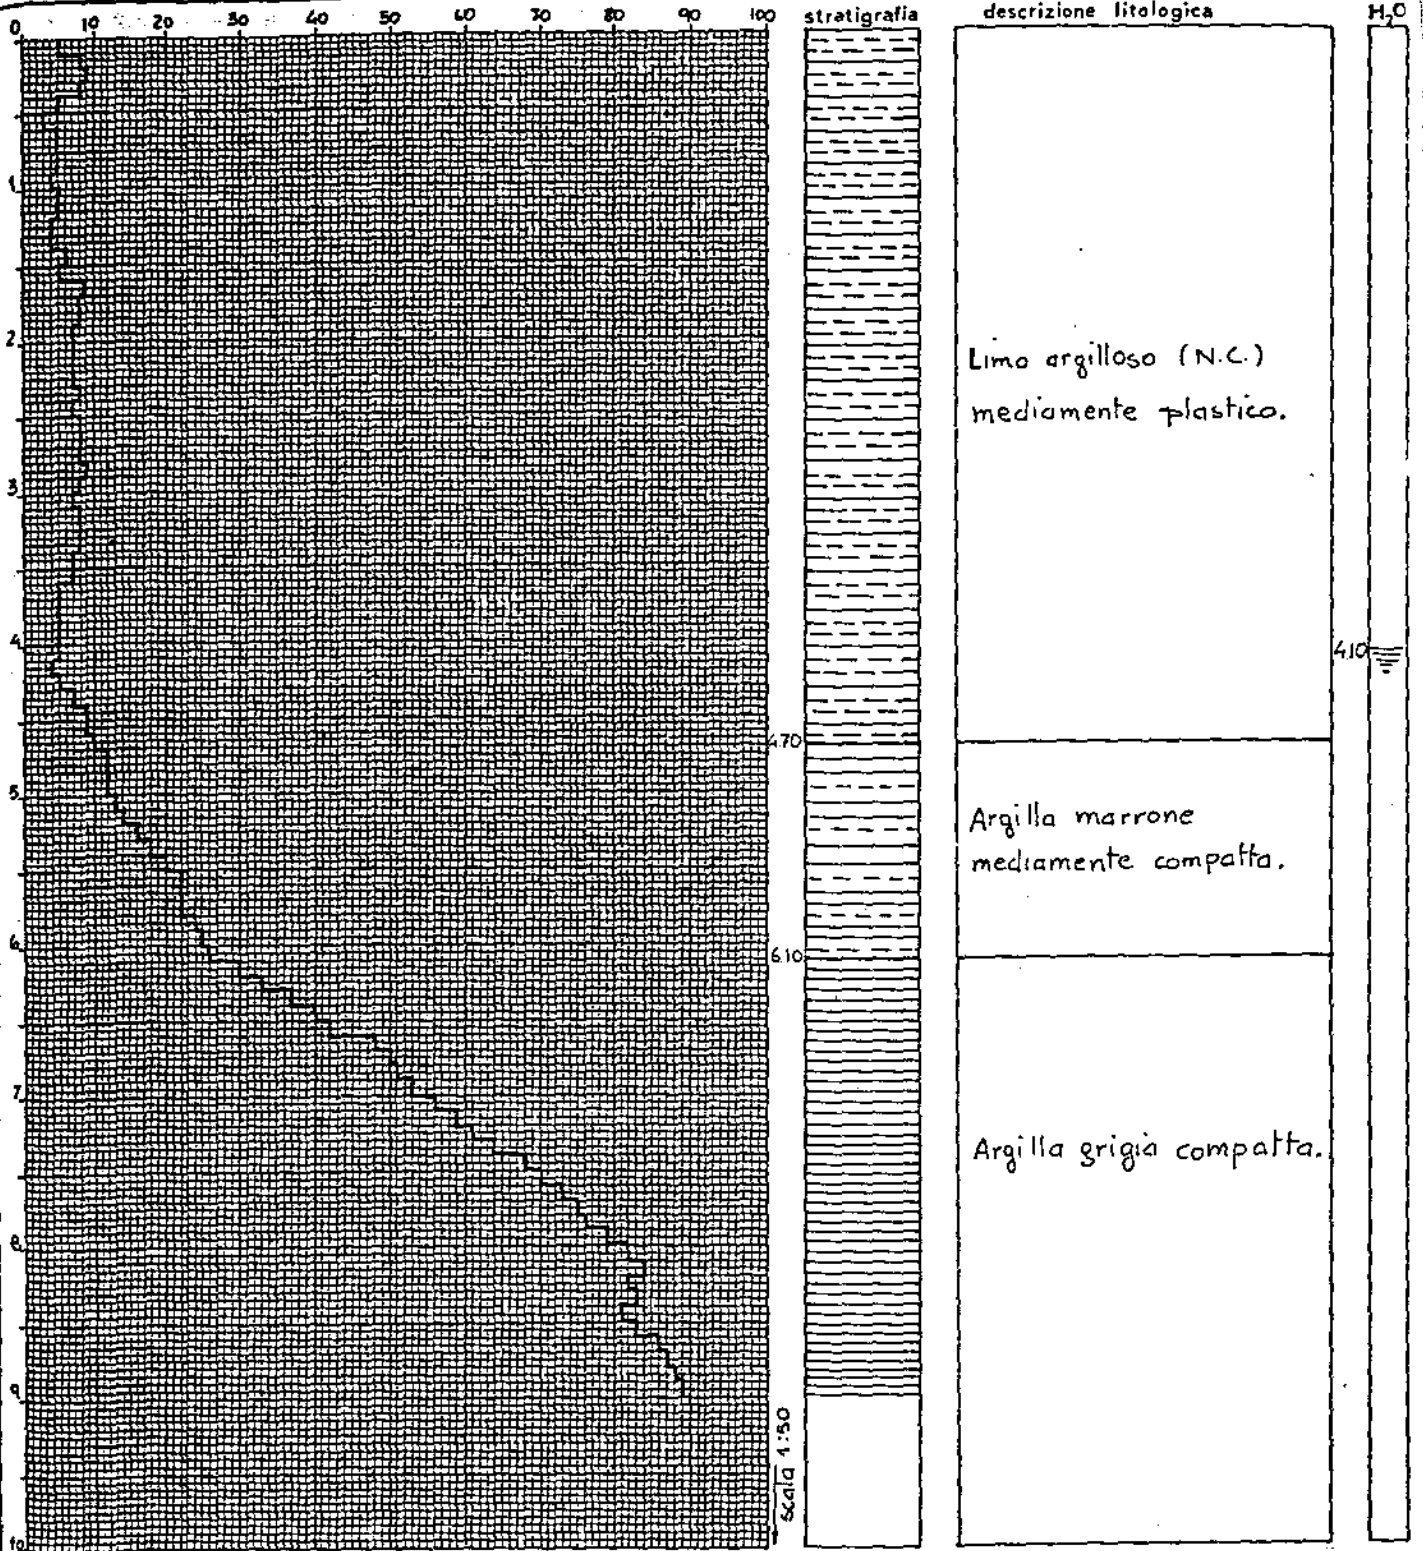 0 10 20 30 40 50 60 70 80 90 100 stratigrafia descrizione litologica H₂O
1
2
Limo argilloso (N.C.)
mediamente plastico.
3
4
4.10
4.70
5
Argilla marrone
mediamente compatta.
6
6.10
7
Argilla grigia compatta.
8
9
scala 1:50
10